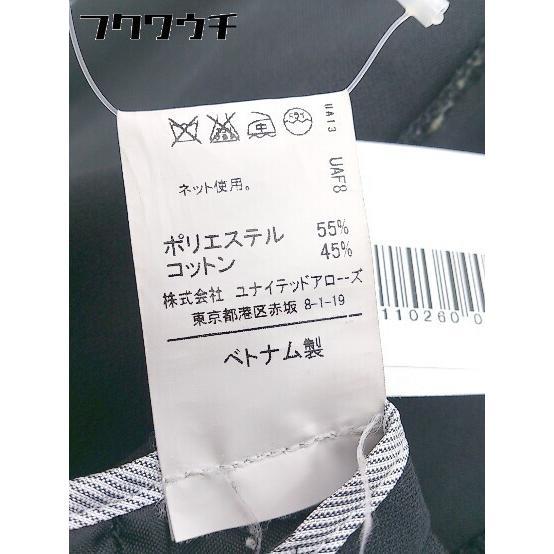 フクワウチ
UA13
UAF8
ネット使用。
ポリエステル 55%
コットン 45%
株式会社 ユナイテッドアローズ
東京都港区赤坂 8-1-19
ベトナム製
110260 0